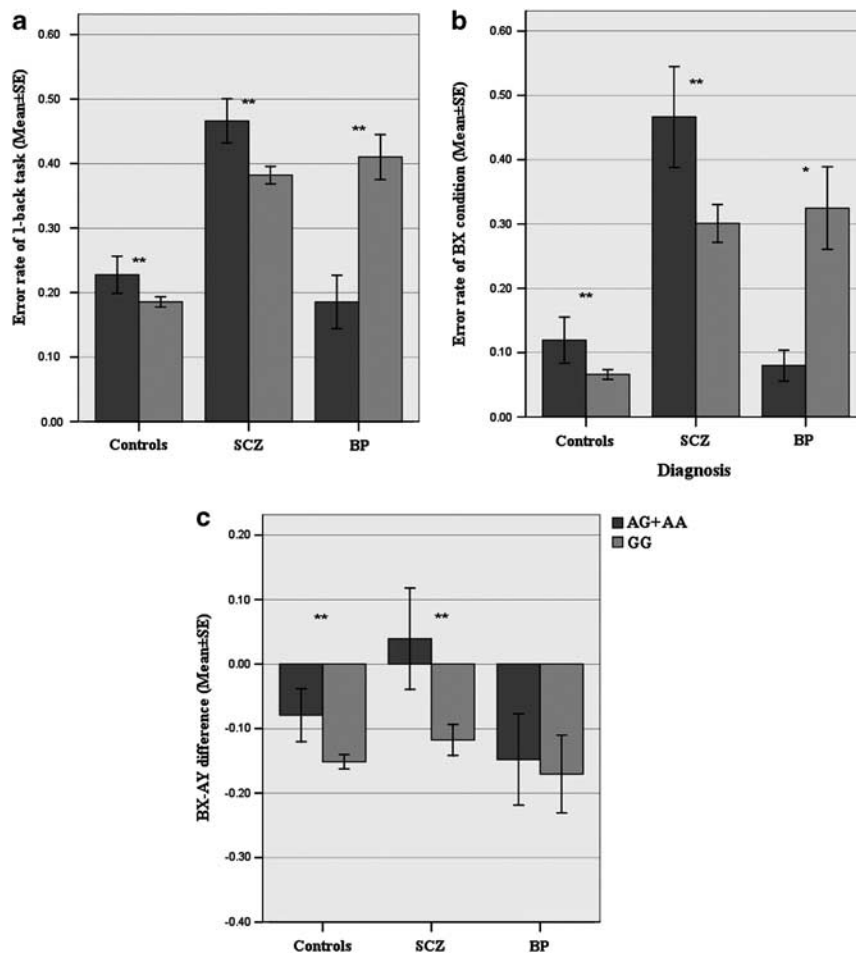 a
Error rate of 1-back task (Mean±SE)
0.60
0.50
0.40
0.30
0.20
0.10
0.00
**
**
**
Controls SCZ BP
b
Error rate of BX condition (Mean±SE)
0.60
0.50
0.40
0.30
0.20
0.10
0.00
**
**
*
Controls SCZ BP
Diagnosis
c
BX-AY difference (Mean±SE)
0.20
0.10
0.00
-0.10
-0.20
-0.30
-0.40
** **
Controls SCZ BP
AG+AA
GG